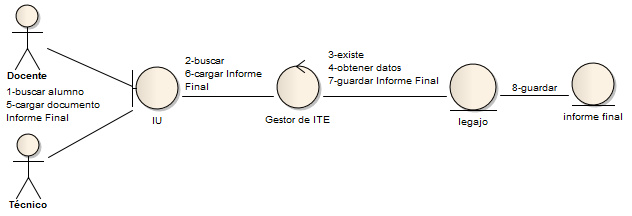 Docente
1-buscar alumno
5-cargar documento
Informe Final
Técnico
IU
2-buscar
6-cargar Informe
Final
Gestor de ITE
3-existe
4-obtener datos
7-guardar Informe Final
legajo
8-guardar
informe final